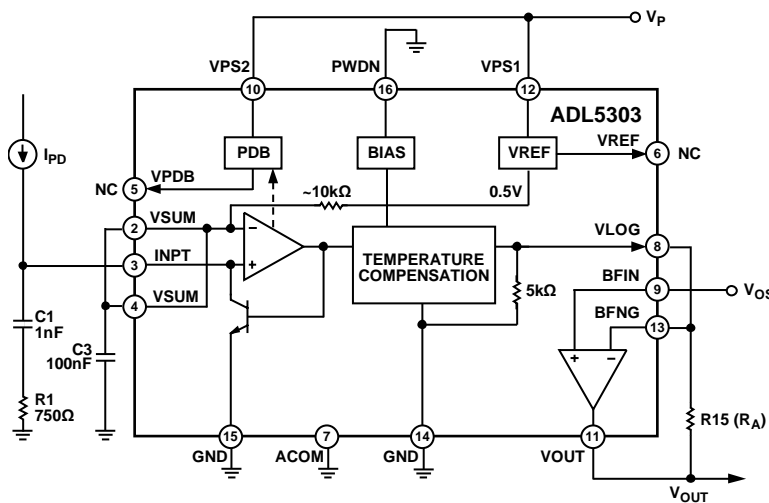 VP
VPS2
PWDN
VPS1
10
16
12
ADL5303
IPD
PDB
BIAS
VREF
VREF
6
NC
NC
5
VPDB
~10kΩ
0.5V
2
VSUM
−
VLOG
8
3
INPT
+
TEMPERATURE
COMPENSATION
BFIN
9
VOS
4
VSUM
5kΩ
BFNG
13
C1
1nF
C3
100nF
+
−
R1
750Ω
R15 (RA)
15
7
14
11
GND
ACOM
GND
VOUT
VOUT